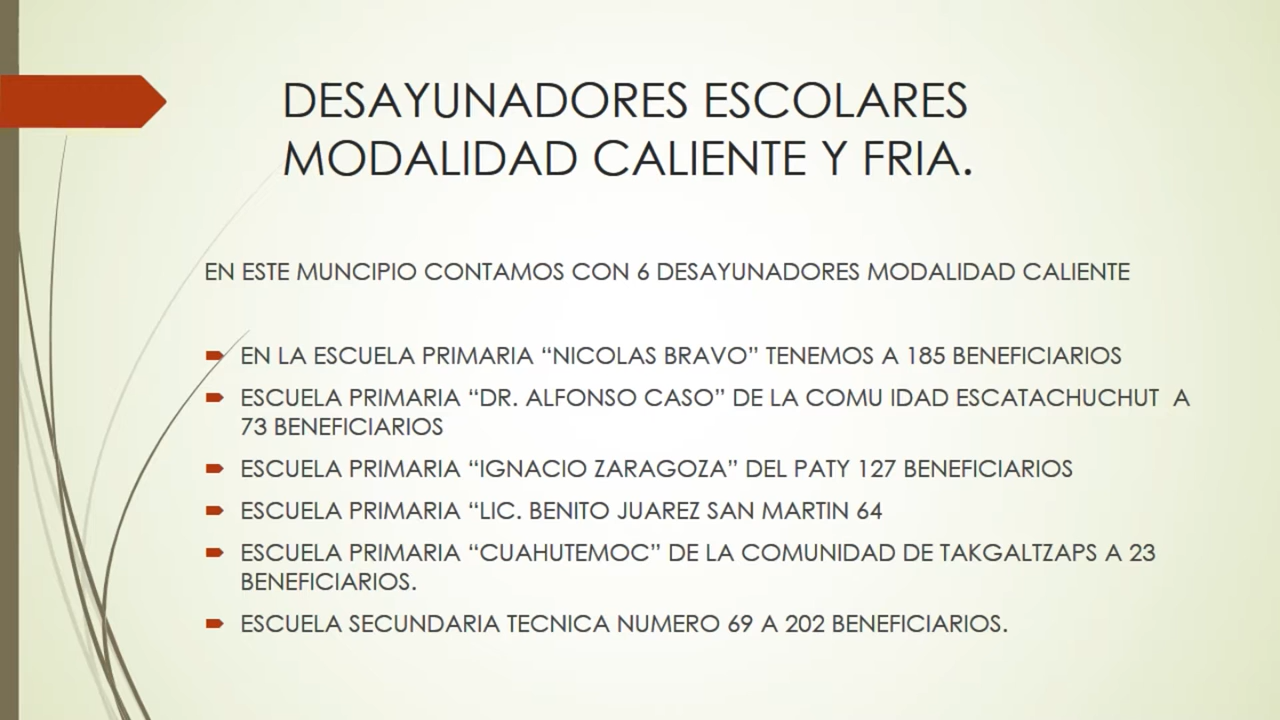 DESAYUNADORES ESCOLARES
MODALIDAD CALIENTE Y FRIA.
EN ESTE MUNCIPIO CONTAMOS CON 6 DESAYUNADORES MODALIDAD CALIENTE
EN LA ESCUELA PRIMARIA “NICOLAS BRAVO” TENEMOS A 185 BENEFICIARIOS
ESCUELA PRIMARIA “DR. ALFONSO CASO” DE LA COMU IDAD ESCATACHUCHUT A
73 BENEFICIARIOS
ESCUELA PRIMARIA “IGNACIO ZARAGOZA” DEL PATY 127 BENEFICIARIOS
ESCUELA PRIMARIA “LIC. BENITO JUAREZ SAN MARTIN 64
ESCUELA PRIMARIA “CUAHUTEMOC” DE LA COMUNIDAD DE TAKGALTZAPS A 23
BENEFICIARIOS.
ESCUELA SECUNDARIA TECNICA NUMERO 69 A 202 BENEFICIARIOS.